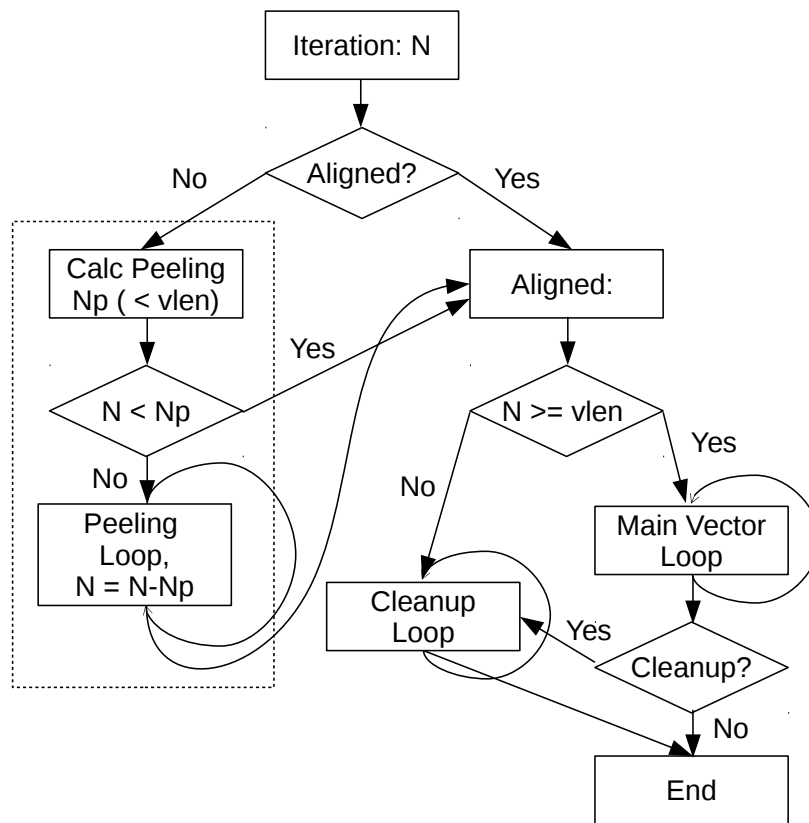 Iteration: N
Aligned?
No
Yes
Calc Peeling
Np ( < vlen)
Aligned:
Yes
N < Np
N >= vlen
No
Yes
No
Peeling
Loop,
N = N-Np
Main Vector
Loop
Cleanup
Loop
Yes
Cleanup?
No
End